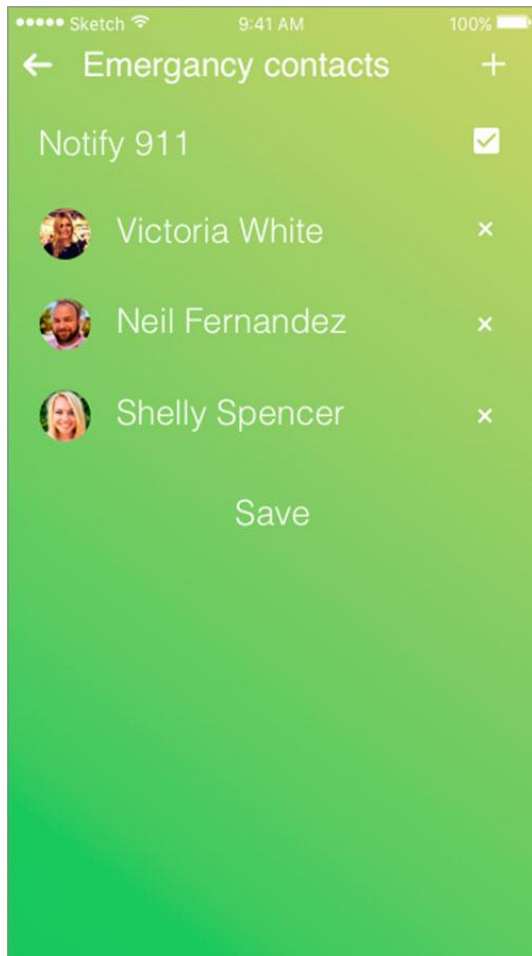 Sketch 9:41 AM 100%
Emergancy contacts
Notify 911
Victoria White
Neil Fernandez
Shelly Spencer
Save